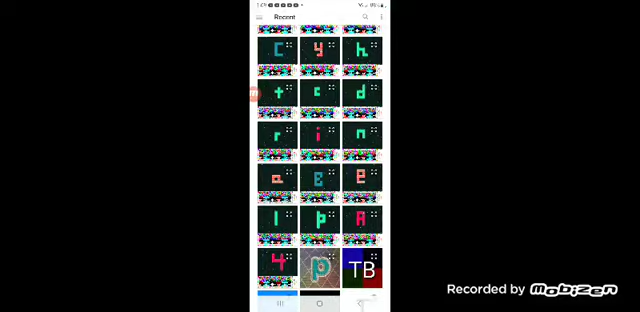 Recent
C y h
t c d
r i n
a E e
l p A
4 p TB
Recorded by Mobizen